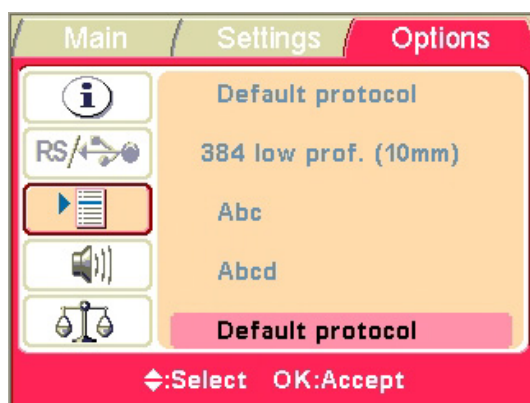 Main Settings Options
Default protocol
RS/
384 low prof. (10mm)
Abc
Abcd
Default protocol
:Select OK:Accept